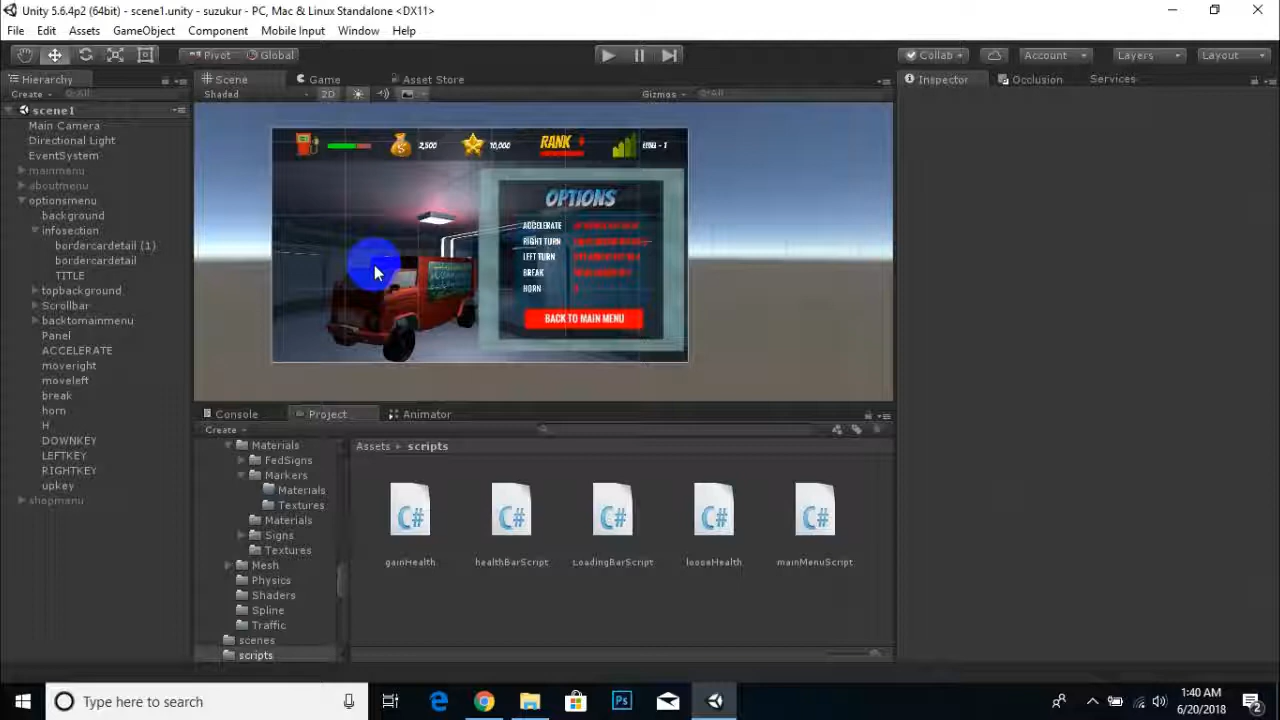 Unity 5.6.4p2 (64bit) - scene1.unity - suzukur - PC, Mac & Linux Standalone <DX11>
File Edit Assets GameObject Component Mobile Input Window Help
Pivot Global Collab Account Layers Layout
Hierarchy Scene Game Asset Store Inspector Occlusion Services
Create All Shaded 2D Gizmos All
scene1
Main Camera
Directional Light
EventSystem
mainmenu
aboutmenu
optionsmenu
background
infosection
bordercardetail (1)
bordercardetail
TITLE
topbackground
Scrollbar
backtomainmenu
Panel
ACCELERATE
moveright
moveleft
break
horn
H
DOWNKEY
LEFTKEY
RIGHTKEY
upkey
shopmenu
2,500 10,000 RANK
OPTIONS
ACCELERATE
RIGHT TURN
LEFT TURN
BREAK
HORN
BACK TO MAIN MENU
Console Project Animator
Create
Materials
FedSigns
Markers
Materials
Textures
Materials
Signs
Textures
Mesh
Physics
Shaders
Spline
Traffic
scenes
scripts
Assets scripts
C# C# C# C# C#
gainHealth healthBarScript LoadingBarScript looseHealth mainMenuScript
Type here to search
1:40 AM
6/20/2018
2